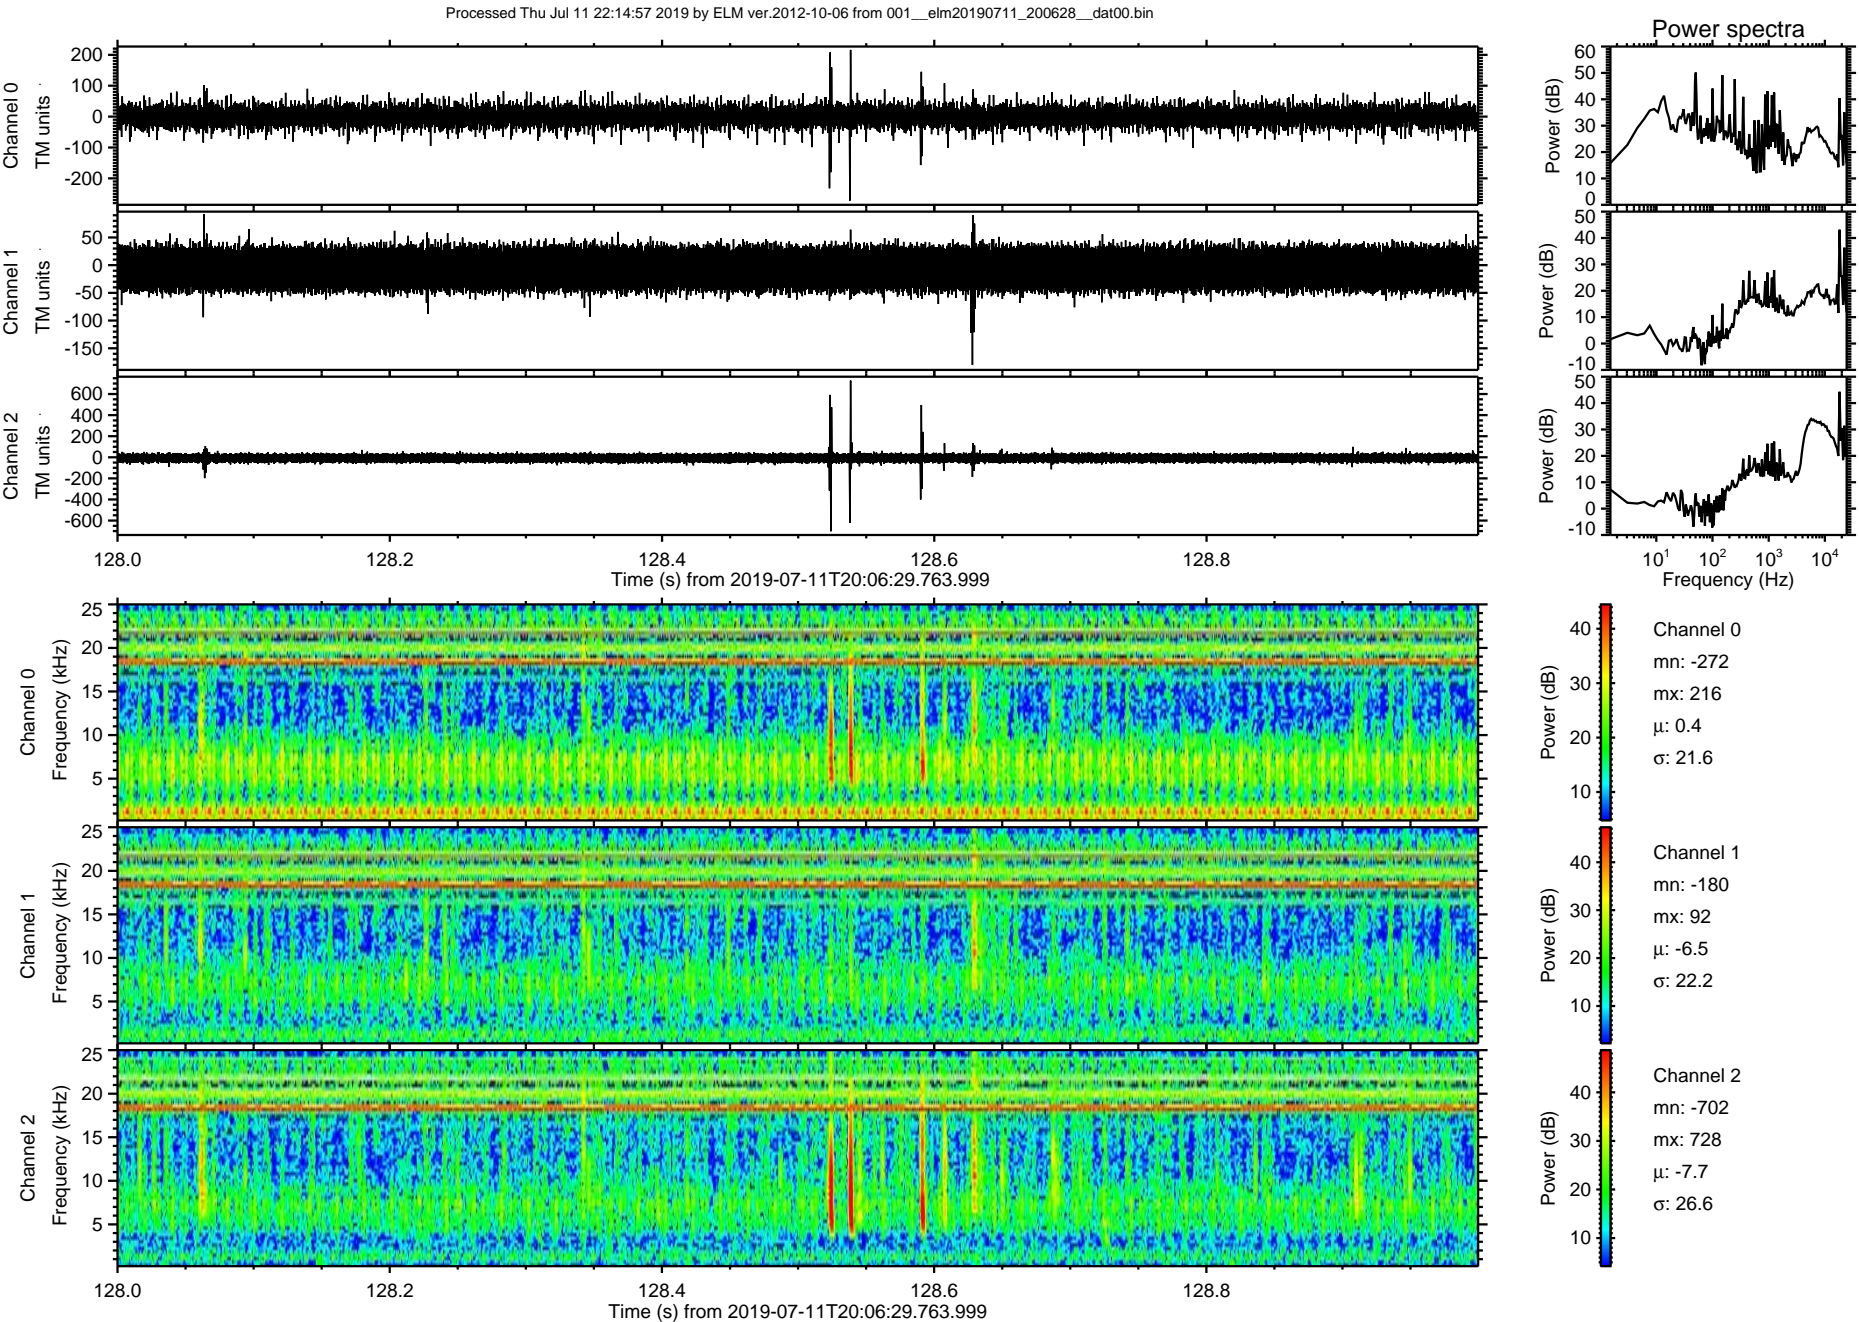 Processed Thu Jul 11 22:14:57 2019 by ELM ver.2012-10-06 from 001__elm20190711_200628__dat00.bin
Power spectra
Channel 0
TM units
200
100
0
-100
-200
Power (dB)
60
50
40
30
20
10
0
Channel 1
TM units
50
0
-50
-100
-150
Power (dB)
50
40
30
20
10
0
-10
Channel 2
TM units
600
400
200
0
-200
-400
-600
Power (dB)
50
40
30
20
10
0
-10
128.0 128.2 128.4 128.6 128.8
Time (s) from 2019-07-11T20:06:29.763.999
10¹ 10² 10³ 10⁴
Frequency (Hz)
Channel 0
Frequency (kHz)
25
20
15
10
5
Power (dB)
40
30
20
10
Channel 0
mn: -272
mx: 216
μ: 0.4
σ: 21.6
Channel 1
Frequency (kHz)
25
20
15
10
5
Power (dB)
40
30
20
10
Channel 1
mn: -180
mx: 92
μ: -6.5
σ: 22.2
Channel 2
Frequency (kHz)
25
20
15
10
5
Power (dB)
40
30
20
10
Channel 2
mn: -702
mx: 728
μ: -7.7
σ: 26.6
128.0 128.2 128.4 128.6 128.8
Time (s) from 2019-07-11T20:06:29.763.999